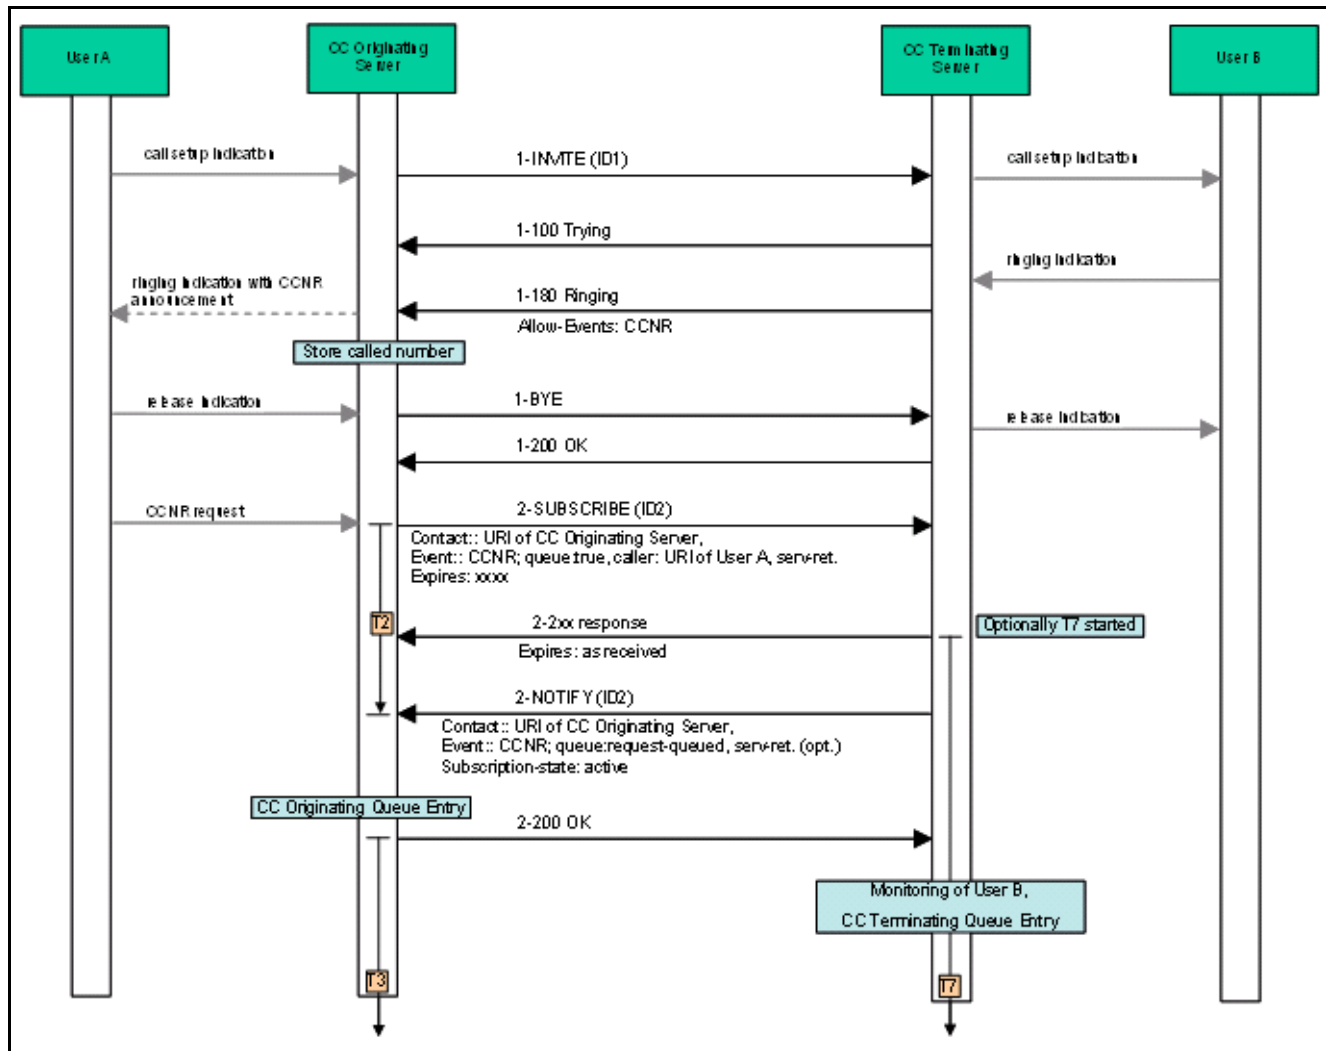 User A
CC Originating
Server
CC Terminating
Server
User B
call setup indication
1-INVITE (ID1)
call setup indication
1-100 Trying
ringing indication
ringing indication with CCNR
announcement
1-180 Ringing
Allow-Events: CCNR
Store called number
release indication
1-BYE
release indication
1-200 OK
CCNR request
2-SUBSCRIBE (ID2)
Contact:: URI of CC Originating Server,
Event:: CCNR; queue:true, caller: URI of User A, serv-ret.
Expires: xxxx
T2
2-2xx response
Optionally T7 started
Expires: as received
2-NOTIFY (ID2)
Contact:: URI of CC Originating Server,
Event:: CCNR; queue:request-queued, serv-ret. (opt.)
Subscription-state: active
CC Originating Queue Entry
2-200 OK
Monitoring of User B,
CC Terminating Queue Entry
T3
T7